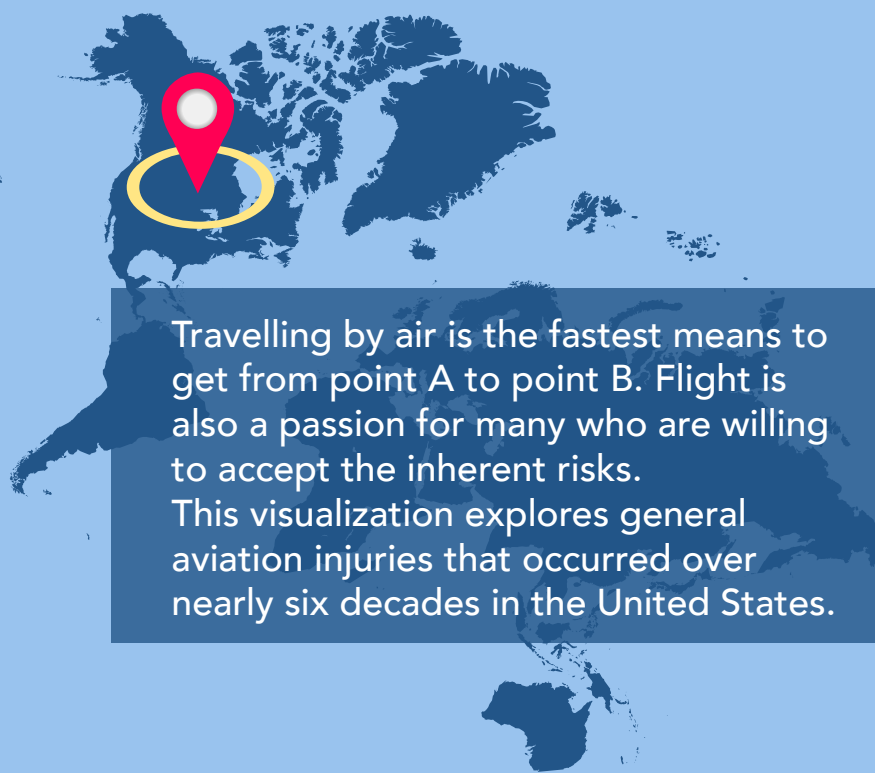 Travelling by air is the fastest means to
get from point A to point B. Flight is
also a passion for many who are willing
to accept the inherent risks.
This visualization explores general
aviation injuries that occurred over
nearly six decades in the United States.